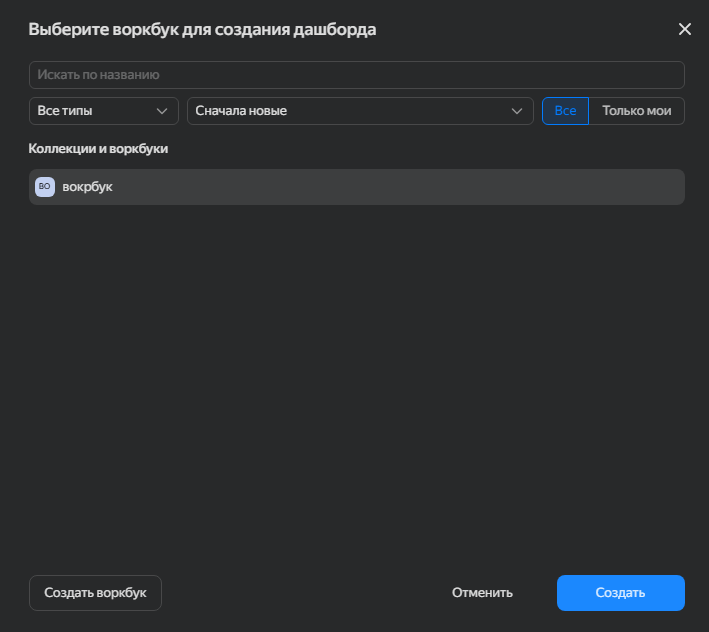 Выберите воркбук для создания дашборда
Искать по названию
Все типы Сначала новые Все Только мои
Коллекции и воркбуки
ВО вокрбук
Создать воркбук Отменить Создать